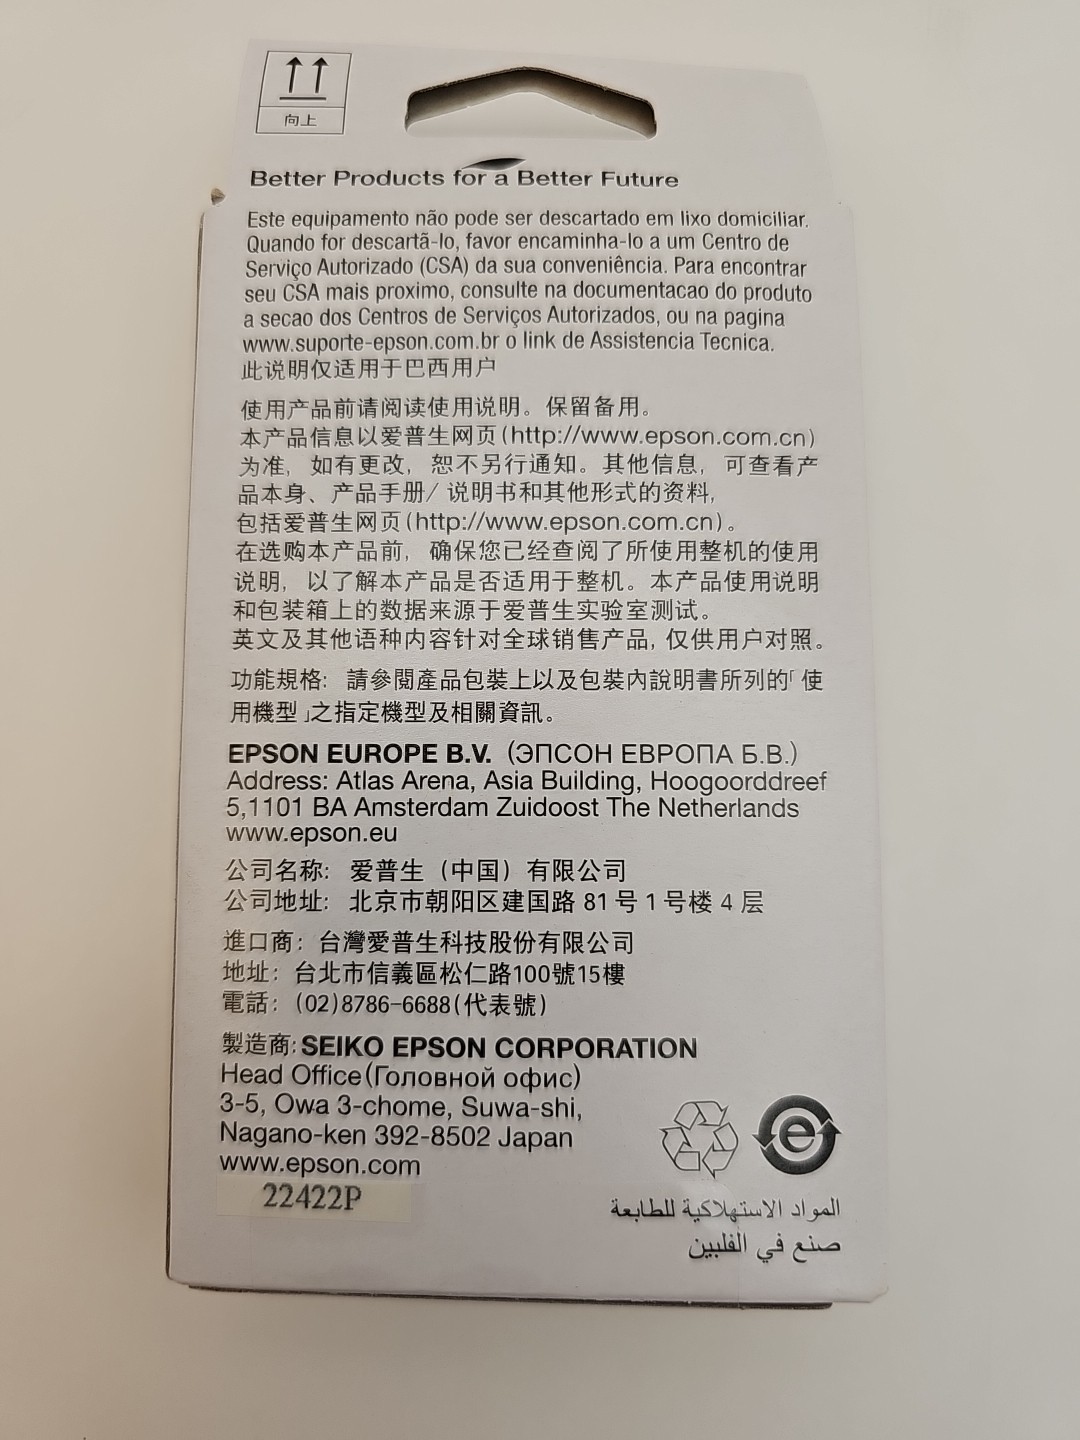 向上
Better Products for a Better Future
Este equipamento não pode ser descartado em lixo domiciliar.
Quando for descartã-lo, favor encaminha-lo a um Centro de
Serviço Autorizado (CSA) da sua conveniência. Para encontrar
seu CSA mais proximo, consulte na documentacao do produto
a secao dos Centros de Serviços Autorizados, ou na pagina
www.suporte-epson.com.br o link de Assistencia Tecnica.
此说明仅适用于巴西用户
使用产品前请阅读使用说明。保留备用。
本产品信息以爱普生网页(http://www.epson.com.cn)
为准, 如有更改, 恕不另行通知。其他信息, 可查看产
品本身、产品手册/ 说明书和其他形式的资料,
包括爱普生网页(http://www.epson.com.cn)。
在选购本产品前, 确保您已经查阅了所使用整机的使用
说明, 以了解本产品是否适用于整机。本产品使用说明
和包装箱上的数据来源于爱普生实验室测试。
英文及其他语种内容针对全球销售产品, 仅供用户对照。
功能規格: 請參閱產品包裝上以及包裝內說明書所列的「使
用機型」之指定機型及相關資訊。
EPSON EUROPE B.V. (ЭПСОН ЕВРОПА Б.В.)
Address: Atlas Arena, Asia Building, Hoogoorddreef
5,1101 BA Amsterdam Zuidoost The Netherlands
www.epson.eu
公司名称: 爱普生（中国）有限公司
公司地址: 北京市朝阳区建国路 81 号 1 号楼 4 层
進口商: 台灣愛普生科技股份有限公司
地址: 台北市信義區松仁路100號15樓
電話: (02)8786-6688(代表號)
製造商: SEIKO EPSON CORPORATION
Head Office(Головной офис)
3-5, Owa 3-chome, Suwa-shi,
Nagano-ken 392-8502 Japan
www.epson.com
22422P
e
المواد الاستهلاكية للطابعة
صنع في الفلبين